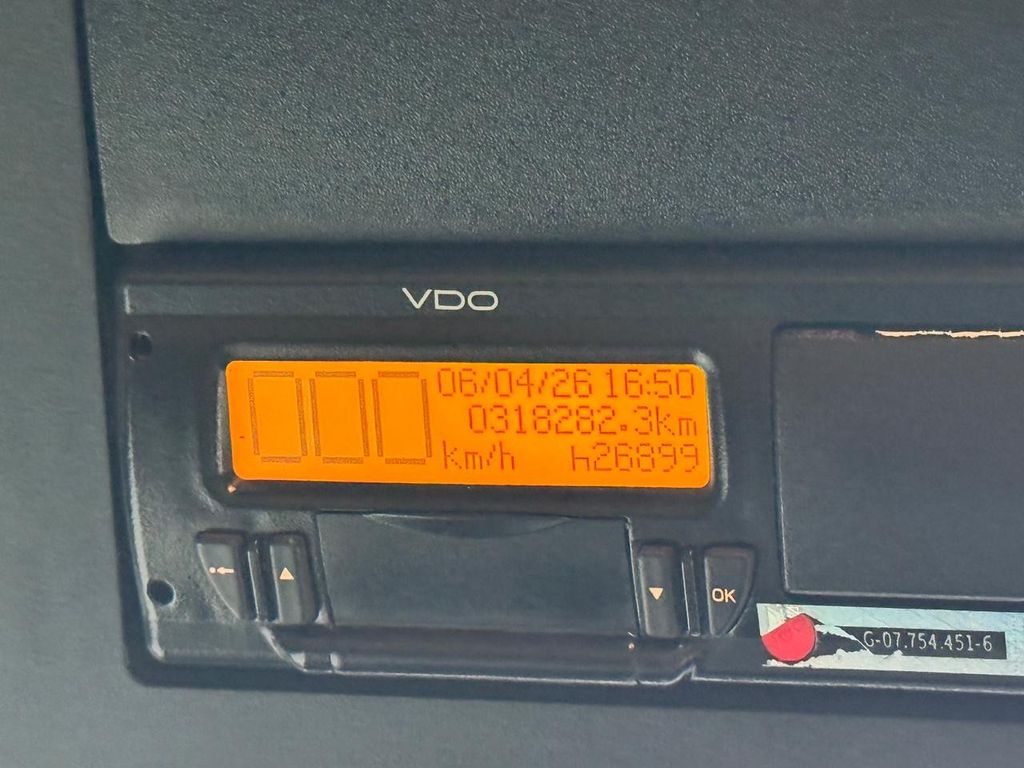 VDO
000 06/04/26 16:50
0318282.3km
km/h h26899
OK
G-07.754.451-6